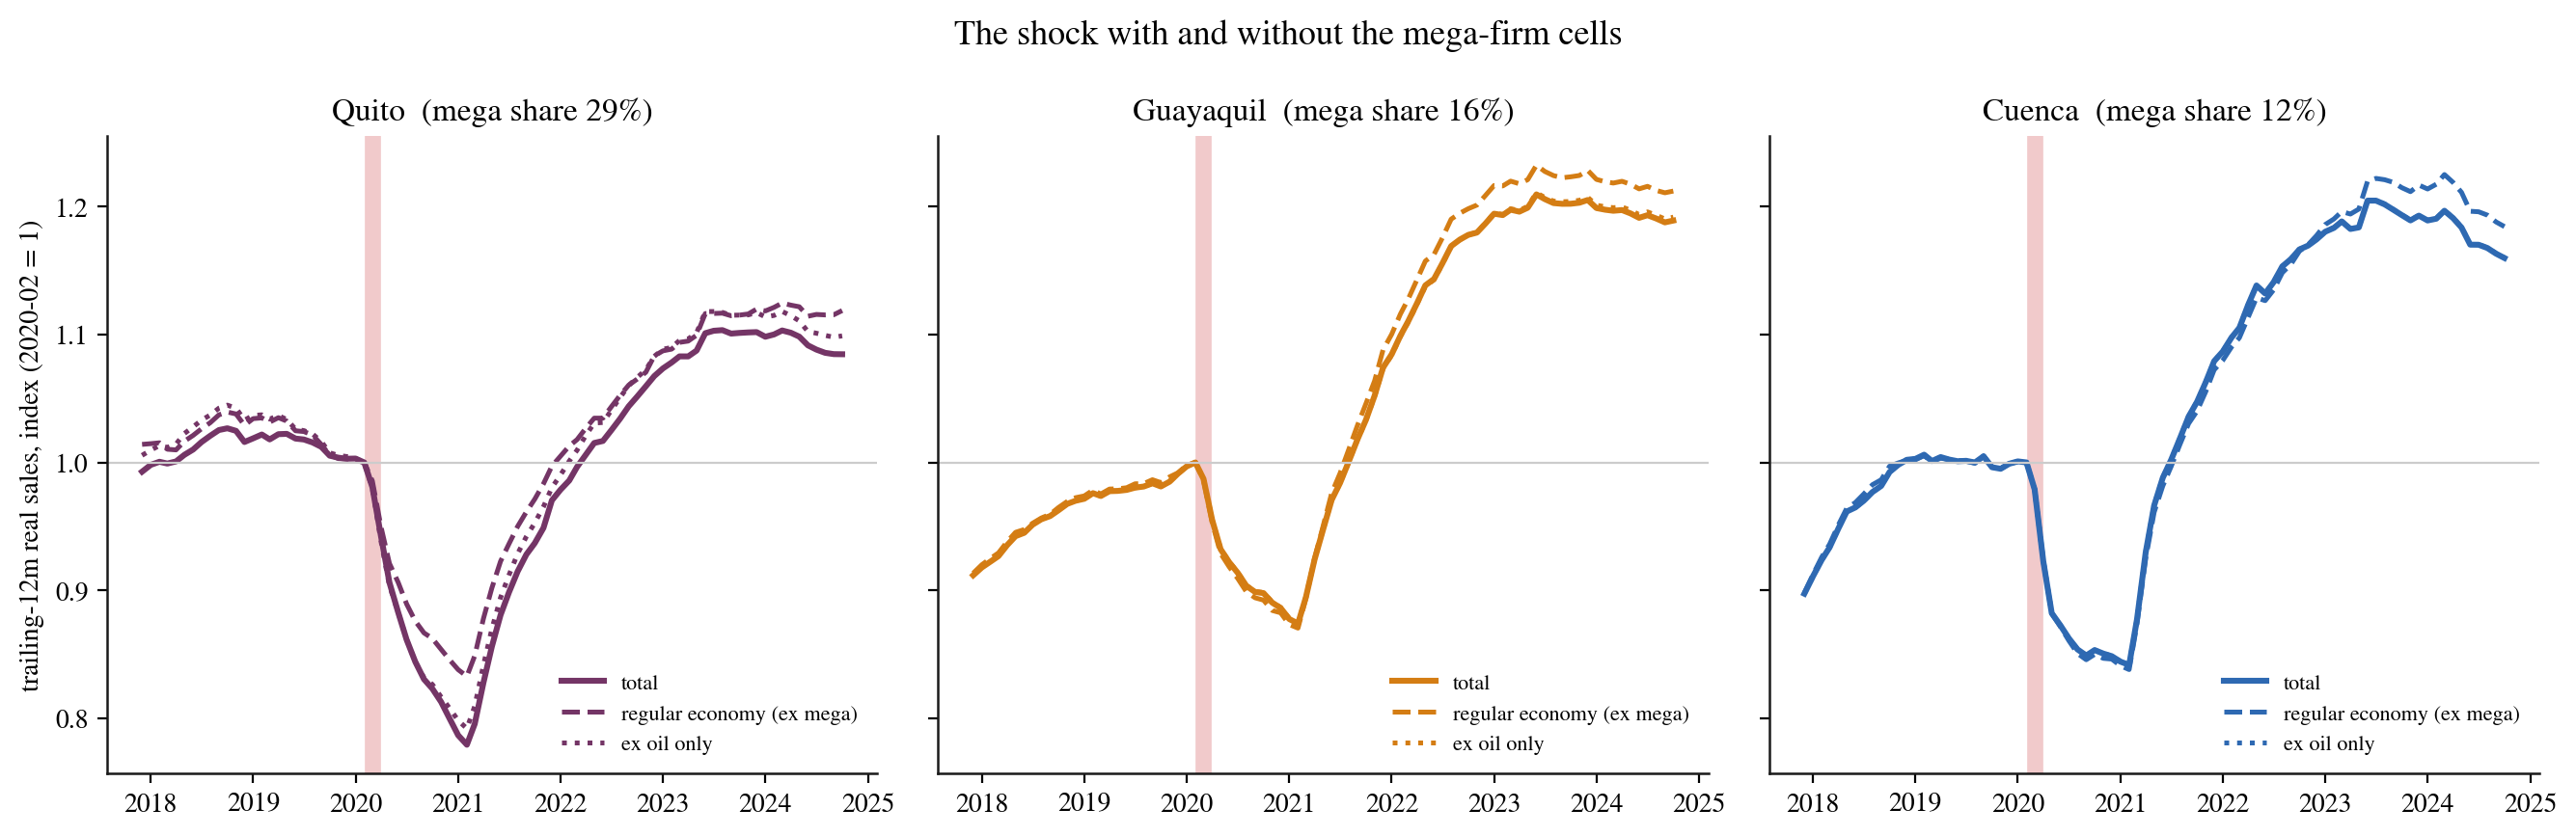 The shock with and without the mega-firm cells
Quito (mega share 29%)
trailing-12m real sales, index (2020-02 = 1)
1.2
1.1
1.0
0.9
0.8
total
regular economy (ex mega)
ex oil only
2018 2019 2020 2021 2022 2023 2024 2025
Guayaquil (mega share 16%)
total
regular economy (ex mega)
ex oil only
2018 2019 2020 2021 2022 2023 2024 2025
Cuenca (mega share 12%)
total
regular economy (ex mega)
ex oil only
2018 2019 2020 2021 2022 2023 2024 2025